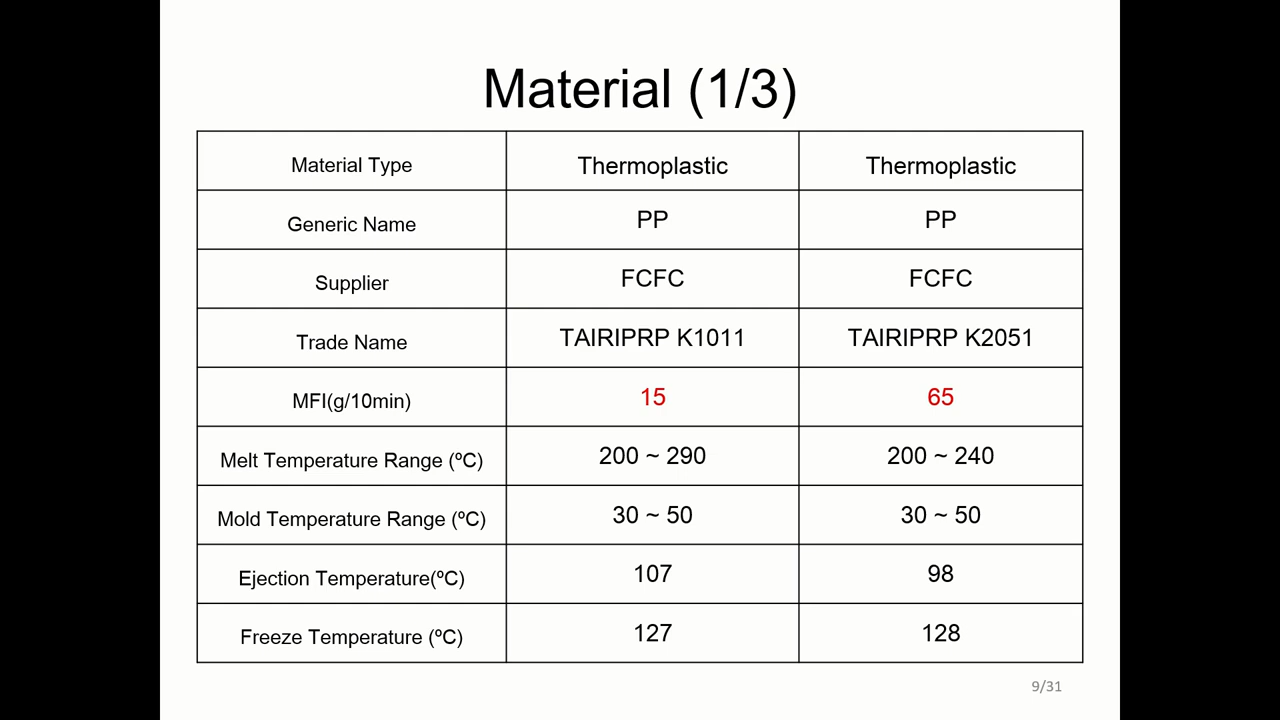 Material (1/3)
Material Type Thermoplastic Thermoplastic
Generic Name PP PP
Supplier FCFC FCFC
Trade Name TAIRIPRP K1011 TAIRIPRP K2051
MFI(g/10min) 15 65
Melt Temperature Range (ºC) 200 ~ 290 200 ~ 240
Mold Temperature Range (ºC) 30 ~ 50 30 ~ 50
Ejection Temperature(ºC) 107 98
Freeze Temperature (ºC) 127 128
9/31